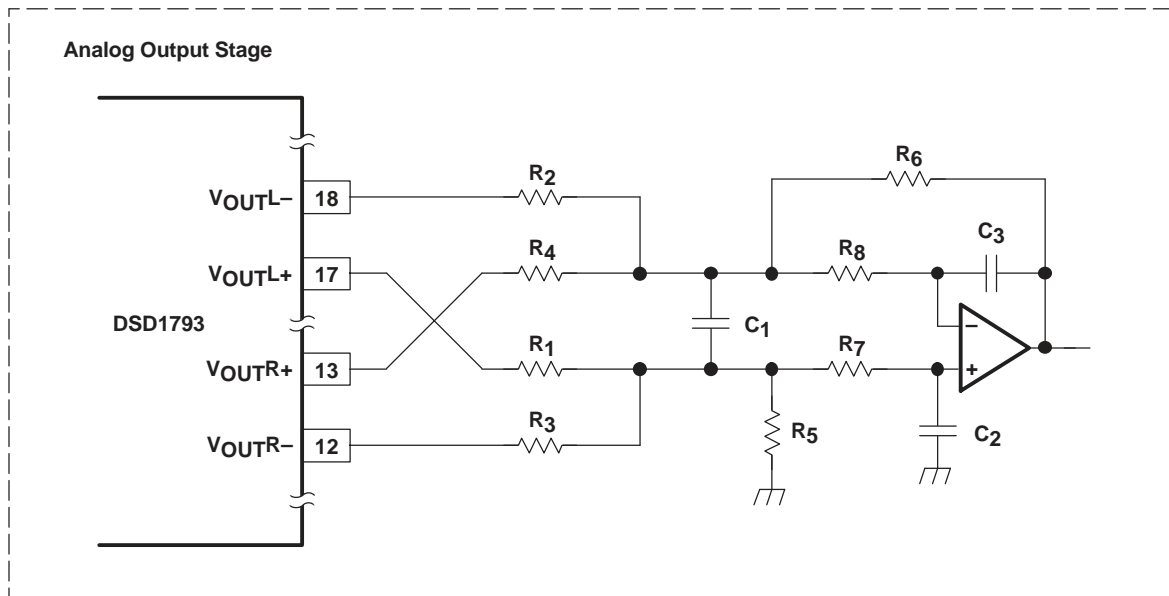 Analog Output Stage
VOUTL–
18
R2
R6
VOUTL+
17
R4
R8
C3
DSD1793
C1
–
VOUTR+
13
R1
R7
+
VOUTR–
12
R3
R5
C2